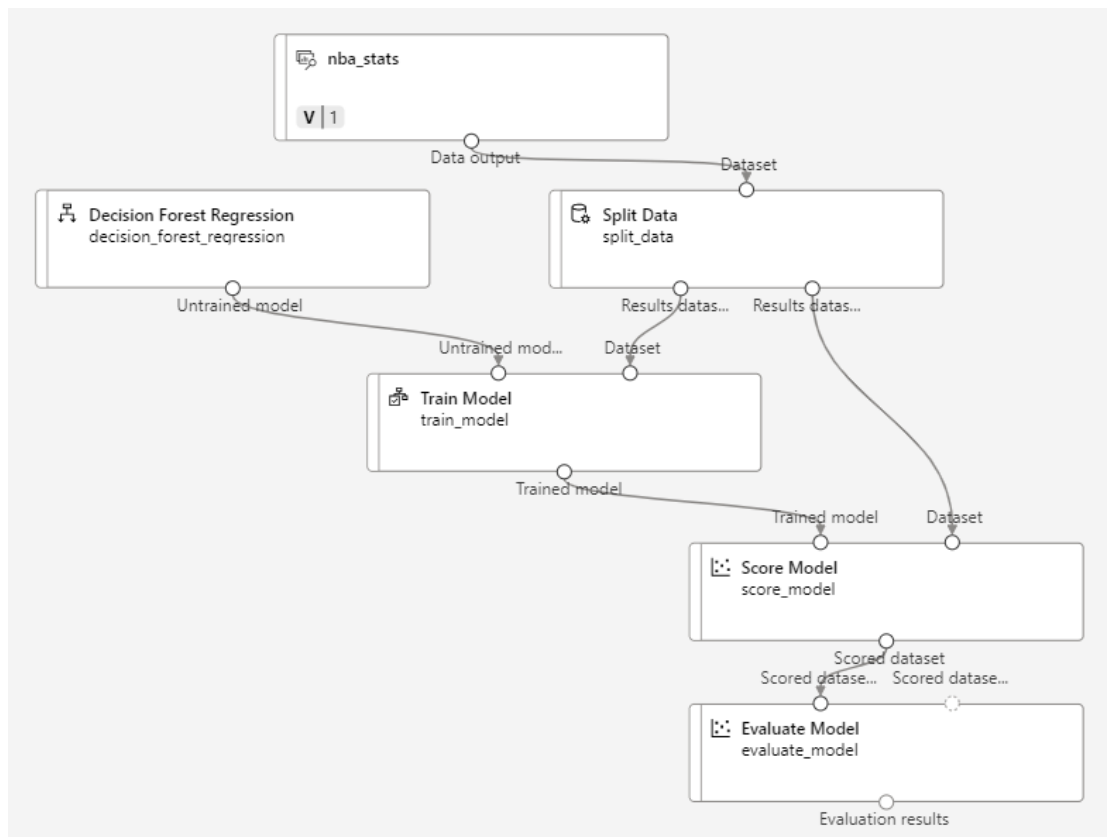 nba_stats
V 1
Data output
Dataset
Decision Forest Regression
decision_forest_regression
Split Data
split_data
Untrained model
Results datas...
Results datas...
Untrained mod...
Dataset
Train Model
train_model
Trained model
Trained model
Dataset
Score Model
score_model
Scored dataset
Scored datase...
Scored datase...
Evaluate Model
evaluate_model
Evaluation results